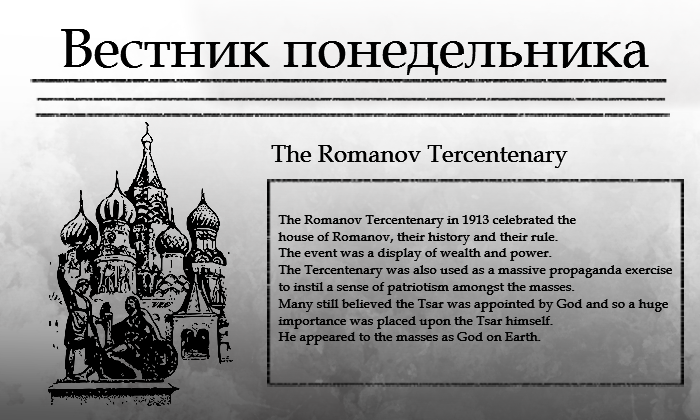 Вестник понедельника
The Romanov Tercentenary
The Romanov Tercentenary in 1913 celebrated the
house of Romanov, their history and their rule.
The event was a display of wealth and power.
The Tercentenary was also used as a massive propaganda exercise
to instil a sense of patriotism amongst the masses.
Many still believed the Tsar was appointed by God and so a huge
importance was placed upon the Tsar himself.
He appeared to the masses as God on Earth.